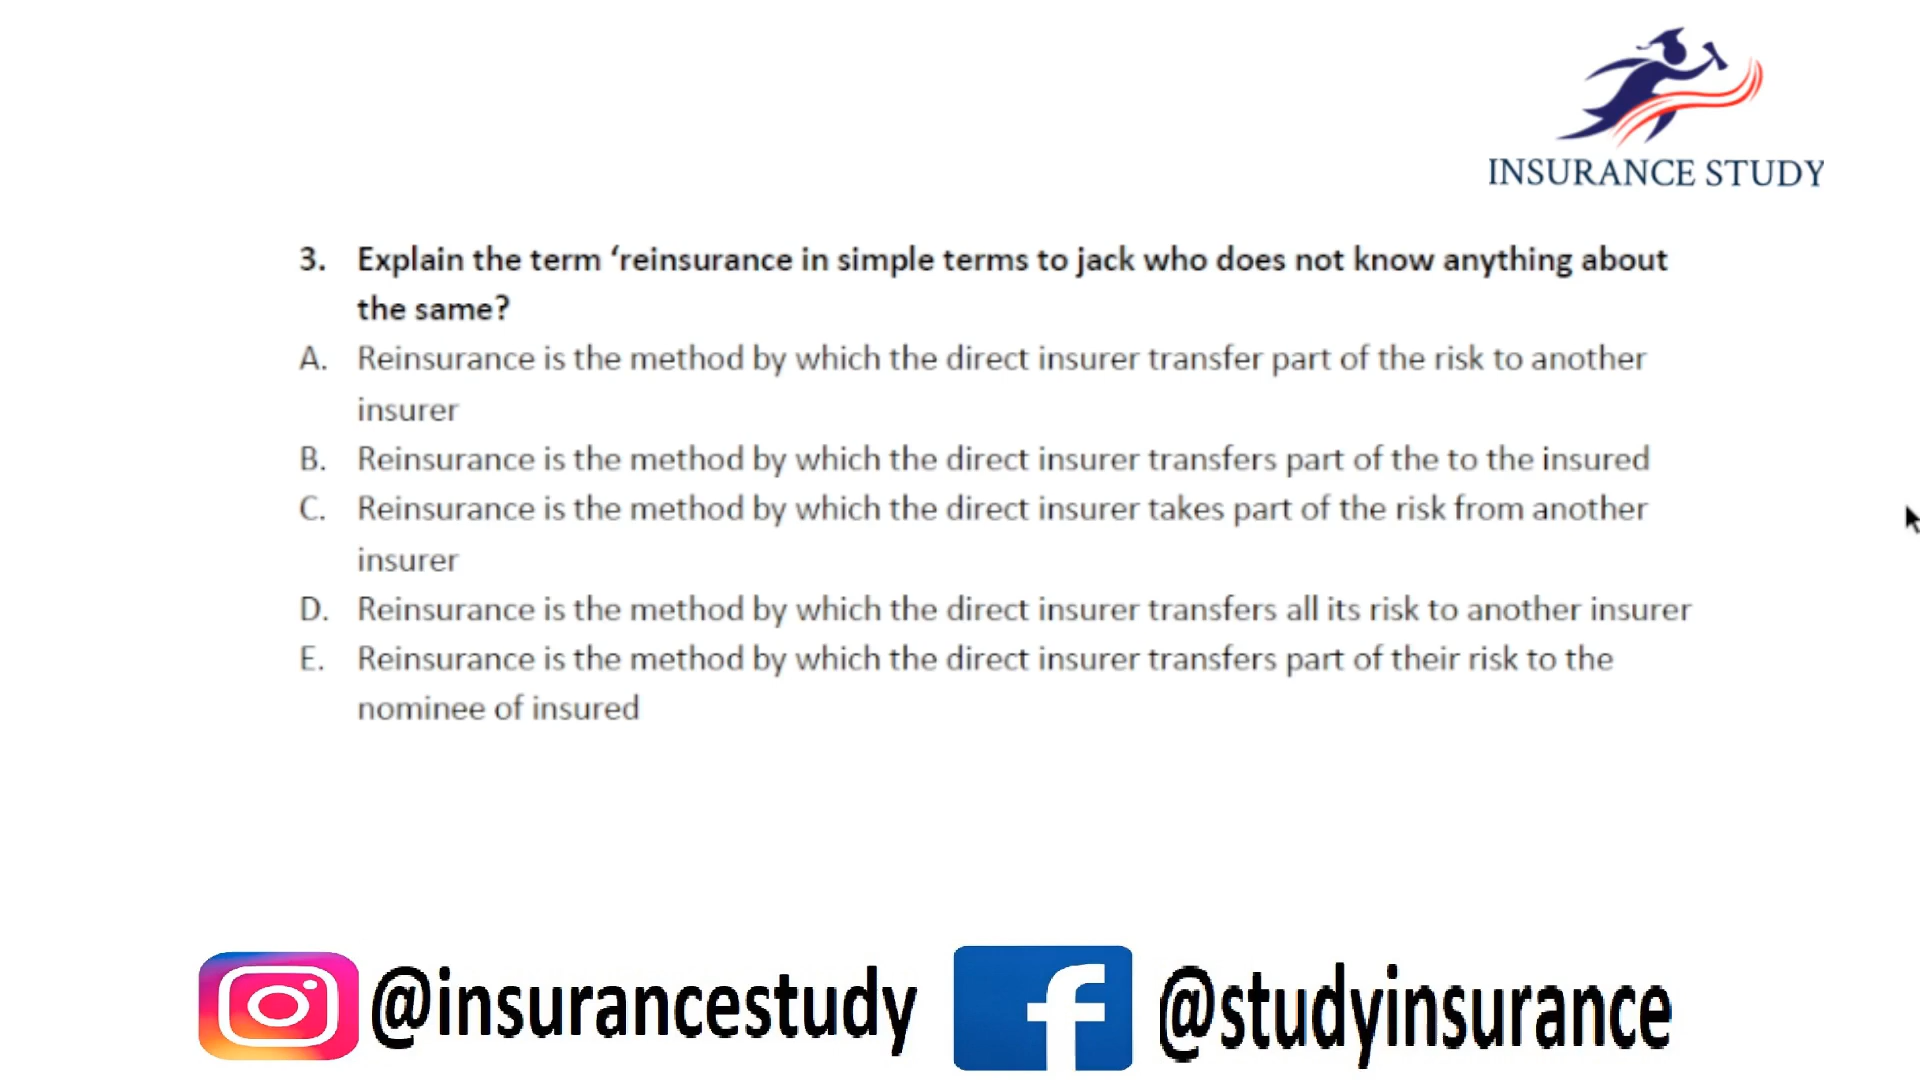 INSURANCE STUDY
3. Explain the term ‘reinsurance in simple terms to jack who does not know anything about
the same?
A. Reinsurance is the method by which the direct insurer transfer part of the risk to another
insurer
B. Reinsurance is the method by which the direct insurer transfers part of the to the insured
C. Reinsurance is the method by which the direct insurer takes part of the risk from another
insurer
D. Reinsurance is the method by which the direct insurer transfers all its risk to another insurer
E. Reinsurance is the method by which the direct insurer transfers part of their risk to the
nominee of insured
@insurancestudy
@studyinsurance